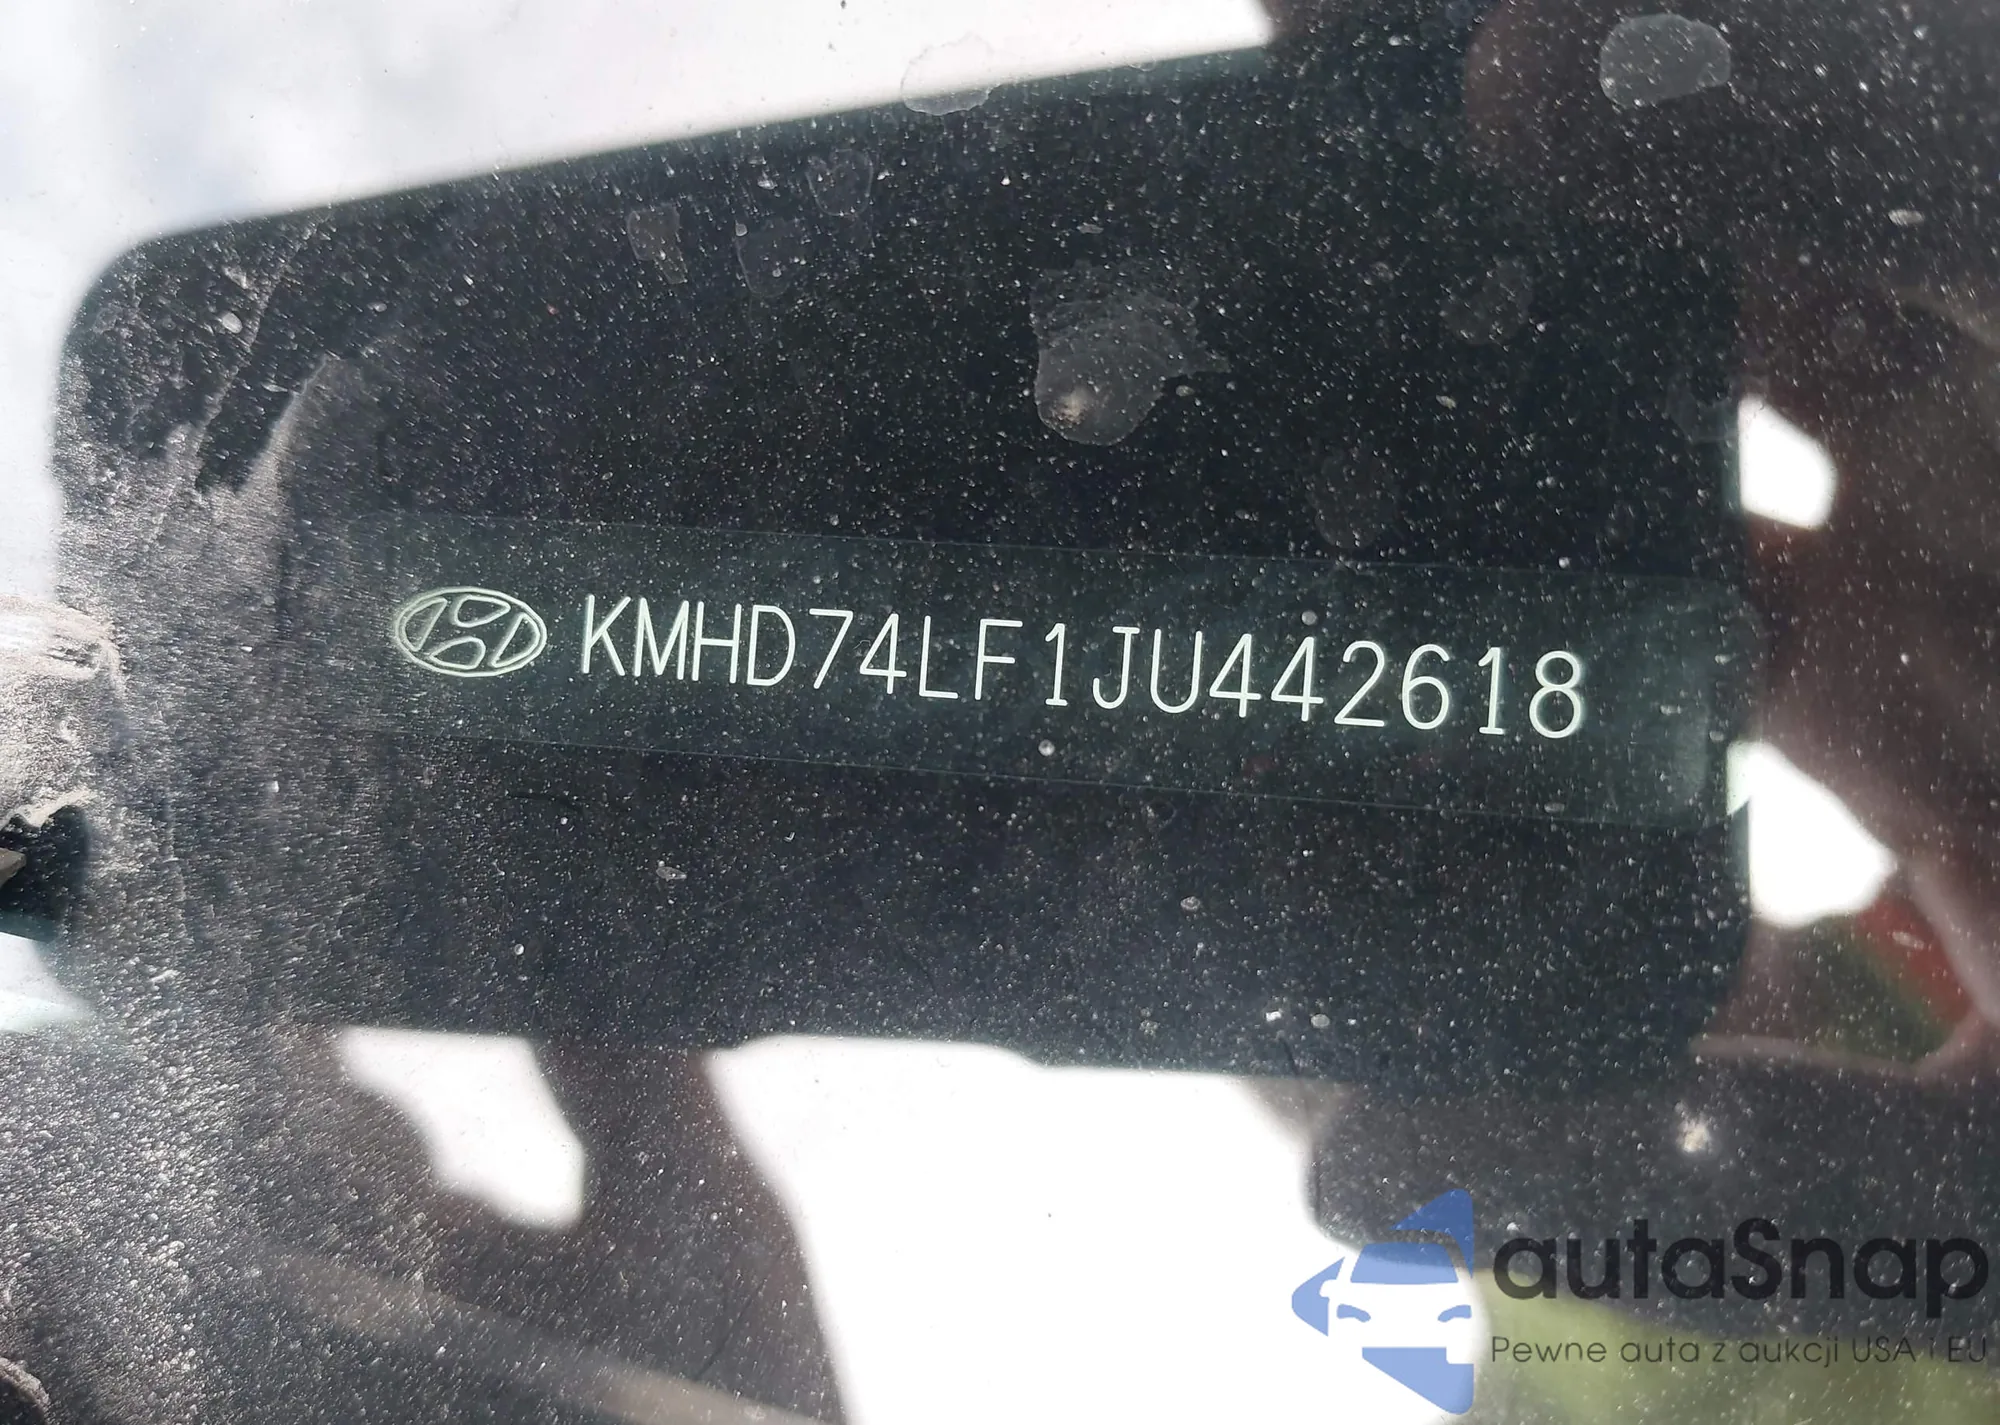 KMHD74LF1JU442618
autaSnap
Pewne auta z aukcji USA i EU